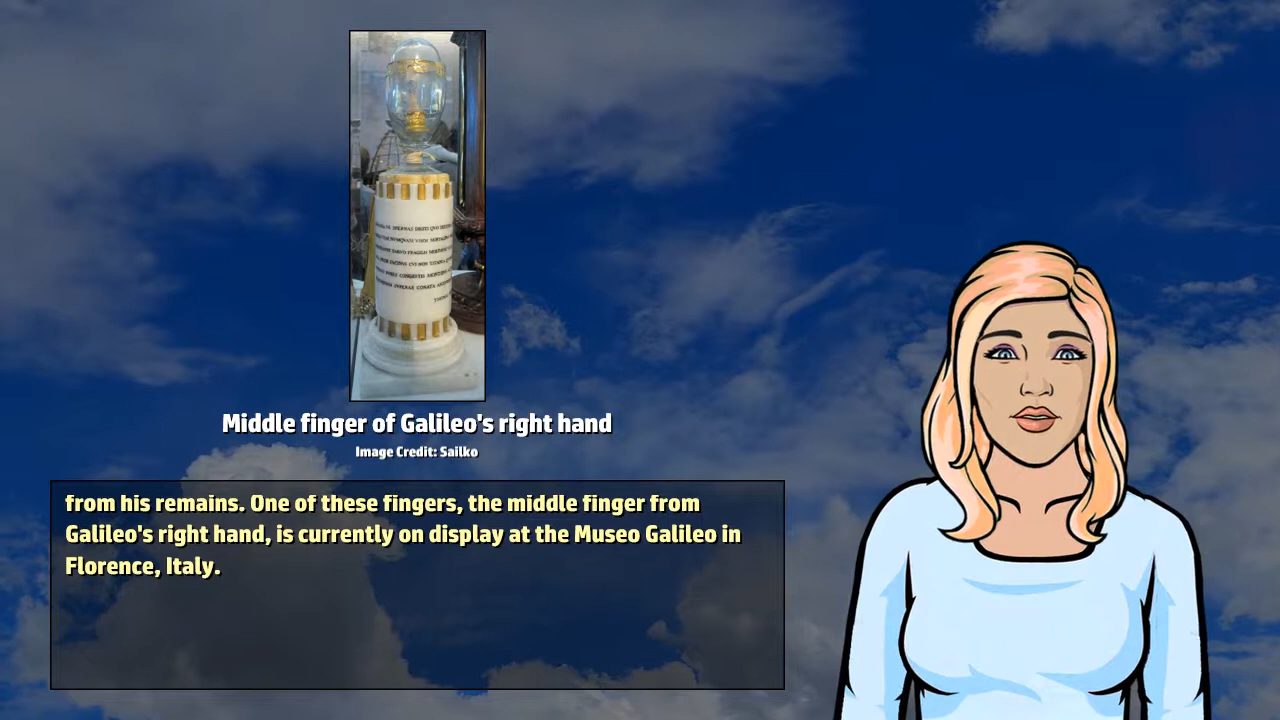 Middle finger of Galileo's right hand
Image Credit: Sailko
from his remains. One of these fingers, the middle finger from
Galileo's right hand, is currently on display at the Museo Galileo in
Florence, Italy.